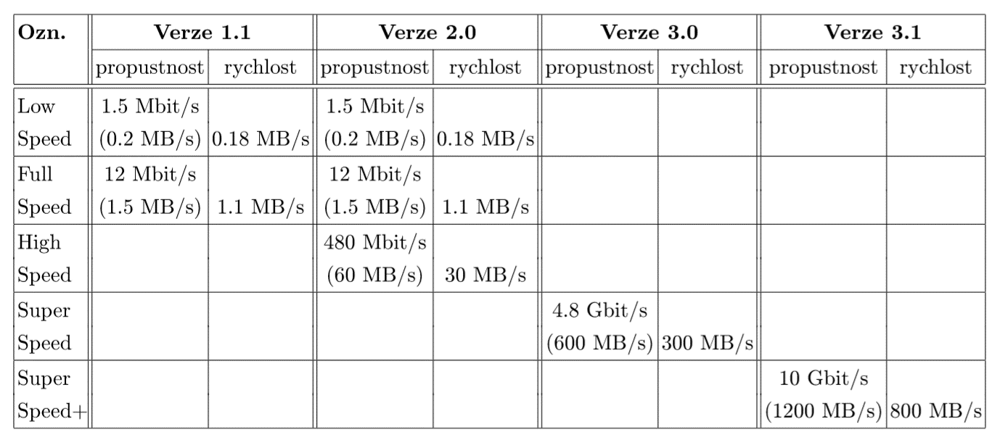 Ozn. Verze 1.1 Verze 2.0 Verze 3.0 Verze 3.1
propustnost rychlost propustnost rychlost propustnost rychlost propustnost rychlost
Low 1.5 Mbit/s 1.5 Mbit/s
Speed (0.2 MB/s) 0.18 MB/s (0.2 MB/s) 0.18 MB/s
Full 12 Mbit/s 12 Mbit/s
Speed (1.5 MB/s) 1.1 MB/s (1.5 MB/s) 1.1 MB/s
High 480 Mbit/s
Speed (60 MB/s) 30 MB/s
Super 4.8 Gbit/s
Speed (600 MB/s) 300 MB/s
Super 10 Gbit/s
Speed+ (1200 MB/s) 800 MB/s